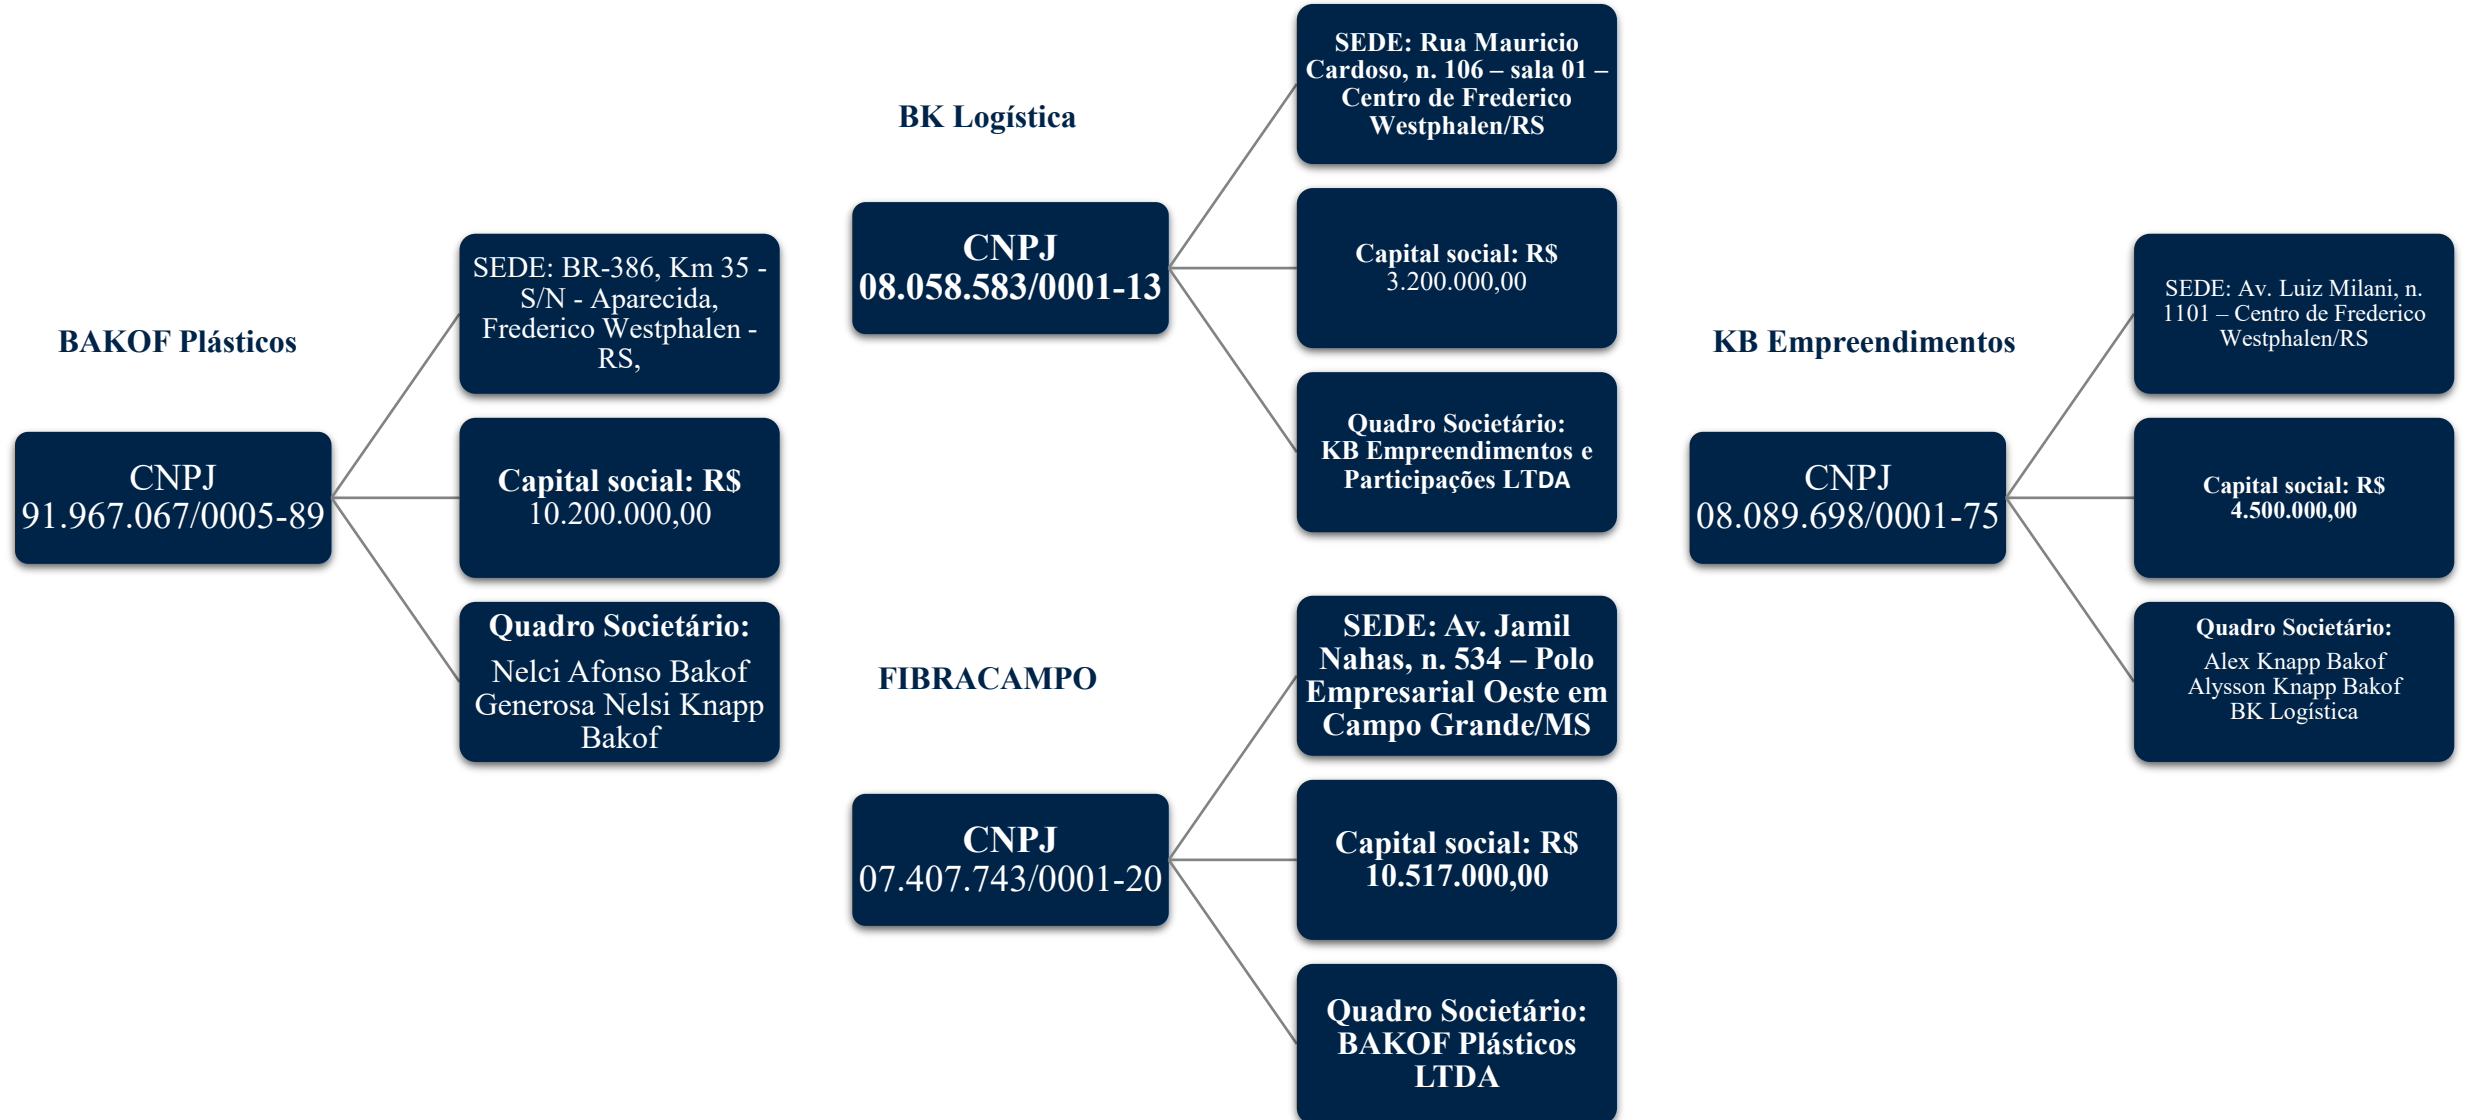 BAKOF Plásticos
CNPJ
91.967.067/0005-89
SEDE: BR-386, Km 35 -
S/N - Aparecida,
Frederico Westphalen -
RS,
Capital social: R$
10.200.000,00
Quadro Societário:
Nelci Afonso Bakof
Generosa Nelsi Knapp
Bakof
BK Logística
CNPJ
08.058.583/0001-13
SEDE: Rua Mauricio
Cardoso, n. 106 – sala 01 –
Centro de Frederico
Westphalen/RS
Capital social: R$
3.200.000,00
Quadro Societário:
KB Empreendimentos e
Participações LTDA
FIBRACAMPO
CNPJ
07.407.743/0001-20
SEDE: Av. Jamil
Nahas, n. 534 – Polo
Empresarial Oeste em
Campo Grande/MS
Capital social: R$
10.517.000,00
Quadro Societário:
BAKOF Plásticos
LTDA
KB Empreendimentos
CNPJ
08.089.698/0001-75
SEDE: Av. Luiz Milani, n.
1101 – Centro de Frederico
Westphalen/RS
Capital social: R$
4.500.000,00
Quadro Societário:
Alex Knapp Bakof
Alysson Knapp Bakof
BK Logística